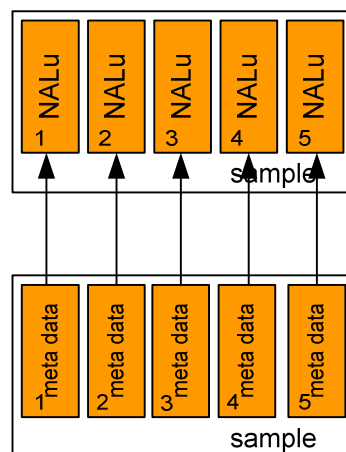 NALu NALu NALu NALu NALu
1 2 3 4 5
sample
meta data meta data meta data meta data meta data
1 2 3 4 5
sample